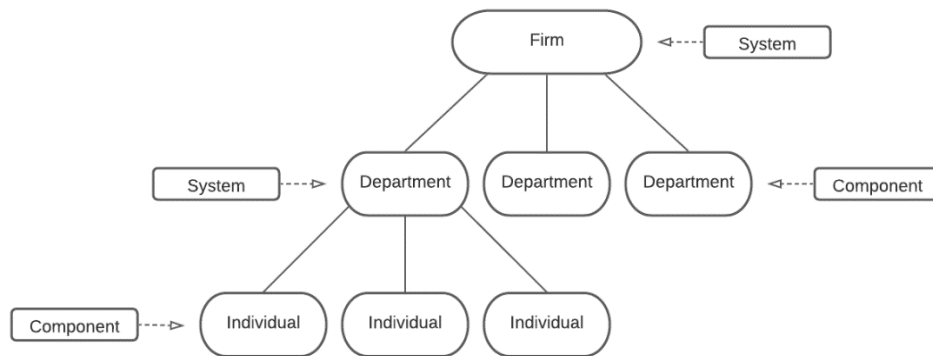 Firm
System
System
Department
Department
Department
Component
Component
Individual
Individual
Individual